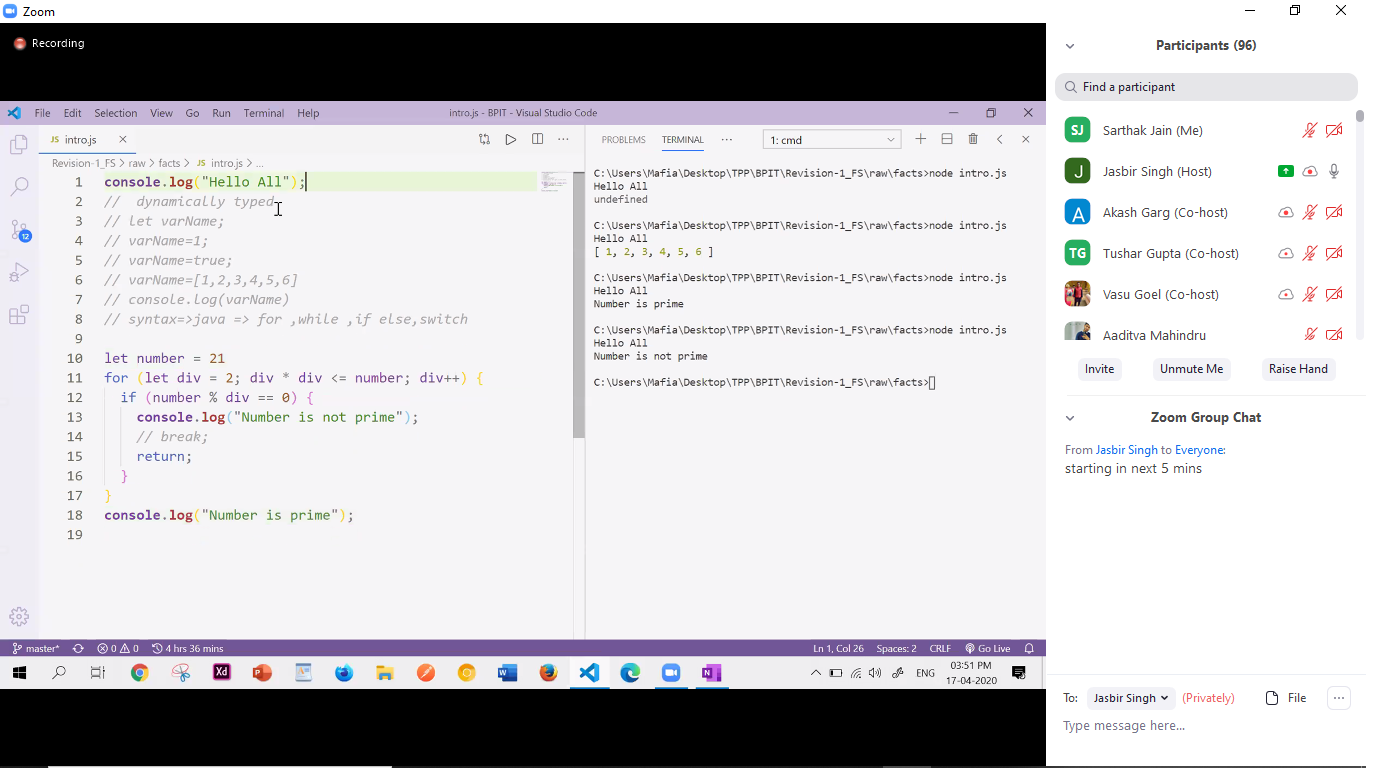 Zoom
Recording
File Edit Selection View Go Run Terminal Help
intro.js - BPIT - Visual Studio Code
JS intro.js
Revision-1_FS > raw > facts > JS intro.js > ...
1 console.log("Hello All");
2 //  dynamically typed
3 // let varName;
4 // varName=1;
5 // varName=true;
6 // varName=[1,2,3,4,5,6]
7 // console.log(varName)
8 // syntax=>java => for ,while ,if else,switch
9
10 let number = 21
11 for (let div = 2; div * div <= number; div++) {
12   if (number % div == 0) {
13     console.log("Number is not prime");
14     // break;
15     return;
16   }
17 }
18 console.log("Number is prime");
19
PROBLEMS TERMINAL ... 1: cmd
C:\Users\Mafia\Desktop\TPP\BPIT\Revision-1_FS\raw\facts>node intro.js
Hello All
undefined
C:\Users\Mafia\Desktop\TPP\BPIT\Revision-1_FS\raw\facts>node intro.js
Hello All
[ 1, 2, 3, 4, 5, 6 ]
C:\Users\Mafia\Desktop\TPP\BPIT\Revision-1_FS\raw\facts>node intro.js
Hello All
Number is prime
C:\Users\Mafia\Desktop\TPP\BPIT\Revision-1_FS\raw\facts>node intro.js
Hello All
Number is not prime
C:\Users\Mafia\Desktop\TPP\BPIT\Revision-1_FS\raw\facts>
12
master* 0 0 4 hrs 36 mins
Ln 1, Col 26 Spaces: 2 CRLF Go Live
Xd
ENG
03:51 PM
17-04-2020
Participants (96)
Find a participant
SJ Sarthak Jain (Me)
J Jasbir Singh (Host)
A Akash Garg (Co-host)
TG Tushar Gupta (Co-host)
Vasu Goel (Co-host)
Aaditva Mahindru
Invite Unmute Me Raise Hand
Zoom Group Chat
From Jasbir Singh to Everyone:
starting in next 5 mins
To: Jasbir Singh (Privately) File ...
Type message here...